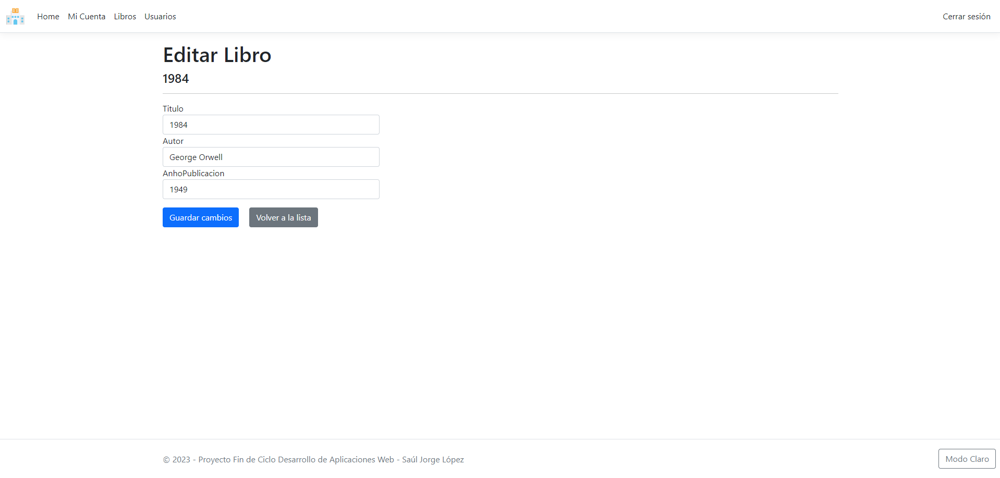 Home Mi Cuenta Libros Usuarios Cerrar sesión
Editar Libro
1984
Titulo
1984
Autor
George Orwell
AnhoPublicacion
1949
Guardar cambios Volver a la lista
© 2023 - Proyecto Fin de Ciclo Desarrollo de Aplicaciones Web - Saúl Jorge López Modo Claro